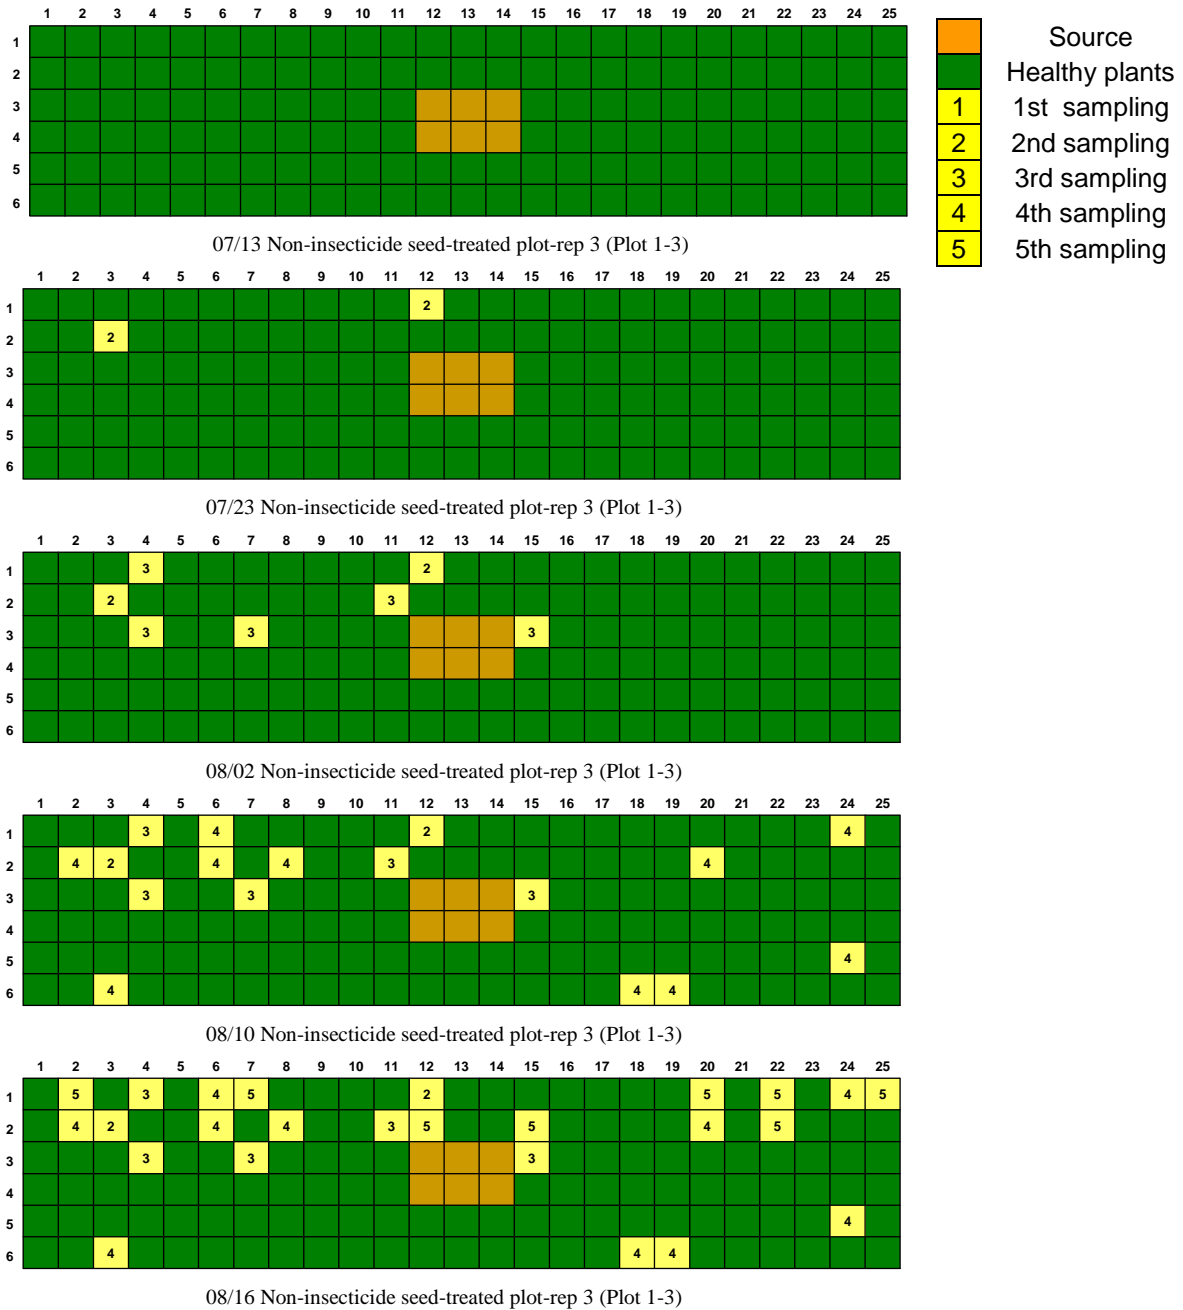 1 2 3 4 5 6 7 8 9 10 11 12 13 14 15 16 17 18 19 20 21 22 23 24 25
1
2
3
4
5
6
07/13 Non-insecticide seed-treated plot-rep 3 (Plot 1-3)
Source
Healthy plants
1 1st sampling
2 2nd sampling
3 3rd sampling
4 4th sampling
5 5th sampling
1 2 3 4 5 6 7 8 9 10 11 12 13 14 15 16 17 18 19 20 21 22 23 24 25
1 2
2 2
3
4
5
6
07/23 Non-insecticide seed-treated plot-rep 3 (Plot 1-3)
1 2 3 4 5 6 7 8 9 10 11 12 13 14 15 16 17 18 19 20 21 22 23 24 25
1 3 2
2 2 3
3 3 3 3
4
5
6
08/02 Non-insecticide seed-treated plot-rep 3 (Plot 1-3)
1 2 3 4 5 6 7 8 9 10 11 12 13 14 15 16 17 18 19 20 21 22 23 24 25
1 3 4 2 4
2 4 2 4 4 3 4
3 3 3 3
4
5 4
6 4 4 4
08/10 Non-insecticide seed-treated plot-rep 3 (Plot 1-3)
1 2 3 4 5 6 7 8 9 10 11 12 13 14 15 16 17 18 19 20 21 22 23 24 25
1 5 3 4 5 2 5 5 4 5
2 4 2 4 4 3 5 5 4 5
3 3 3 3
4
5 4
6 4 4 4
08/16 Non-insecticide seed-treated plot-rep 3 (Plot 1-3)